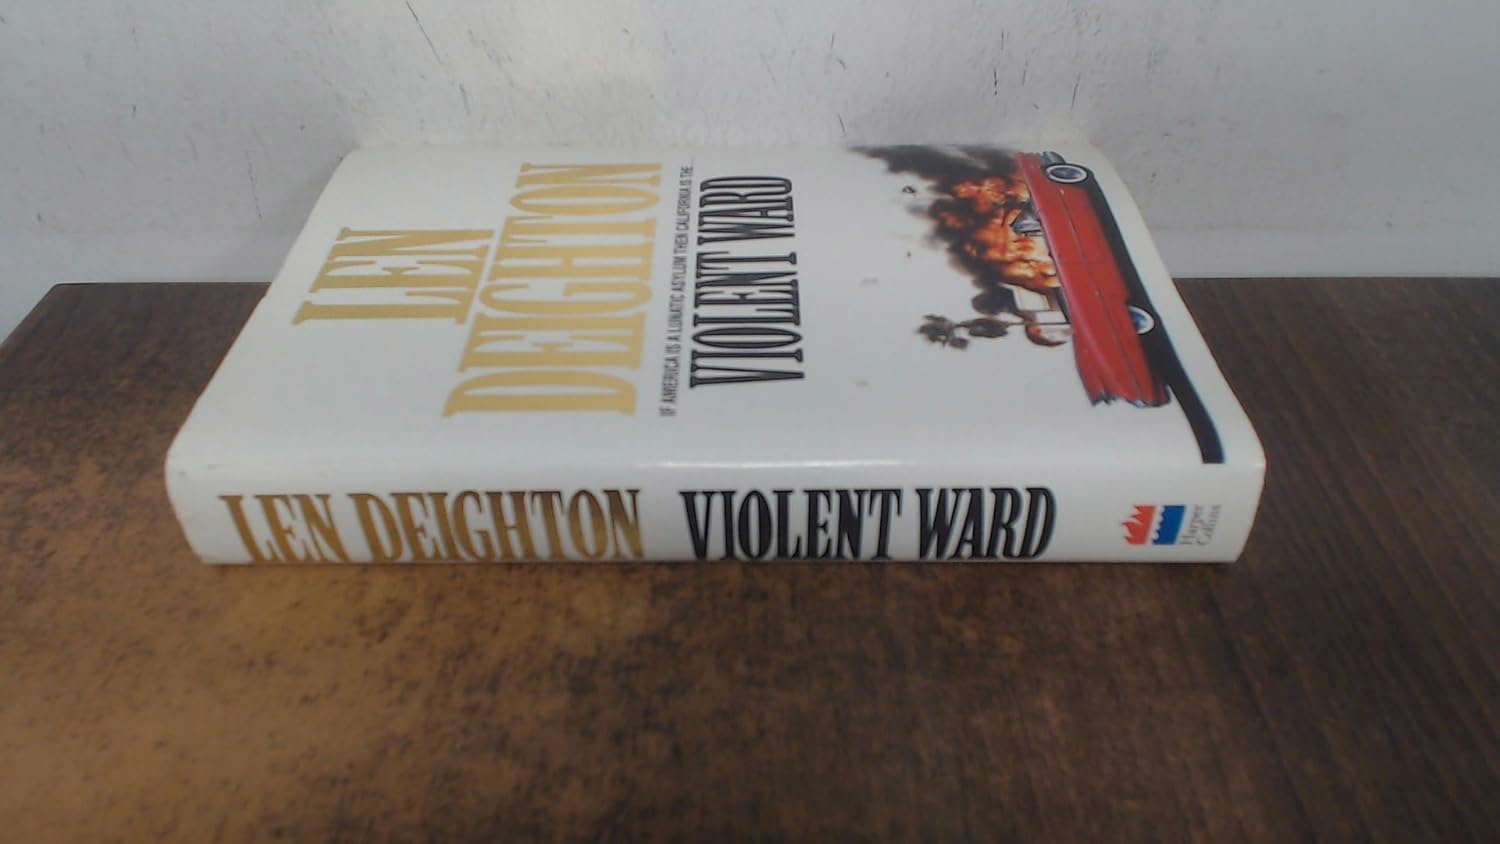 LEN
DEIGHTON
IF AMERICA IS A LUNATIC ASYLUM THEN CALIFORNIA IS THE...
VIOLENT WARD
LEN DEIGHTON VIOLENT WARD
Harper
Collins